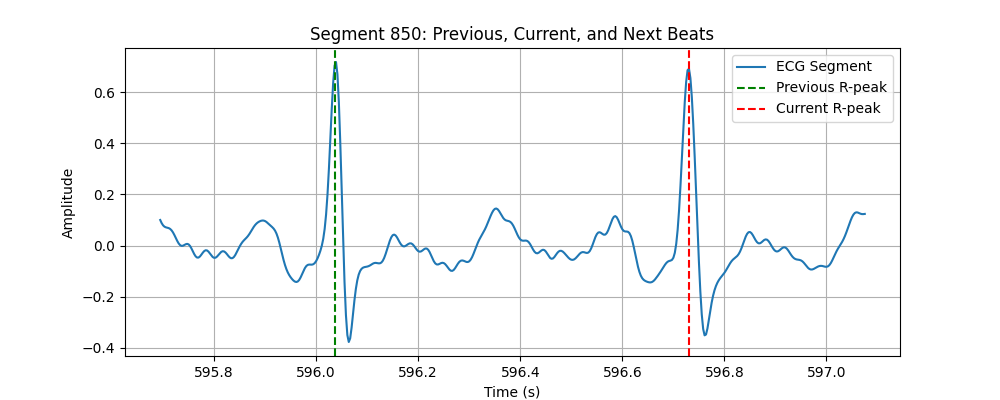 Segment 850: Previous, Current, and Next Beats
ECG Segment
Previous R-peak
Current R-peak
Amplitude
0.6
0.4
0.2
0.0
−0.2
−0.4
595.8 596.0 596.2 596.4 596.6 596.8 597.0
Time (s)